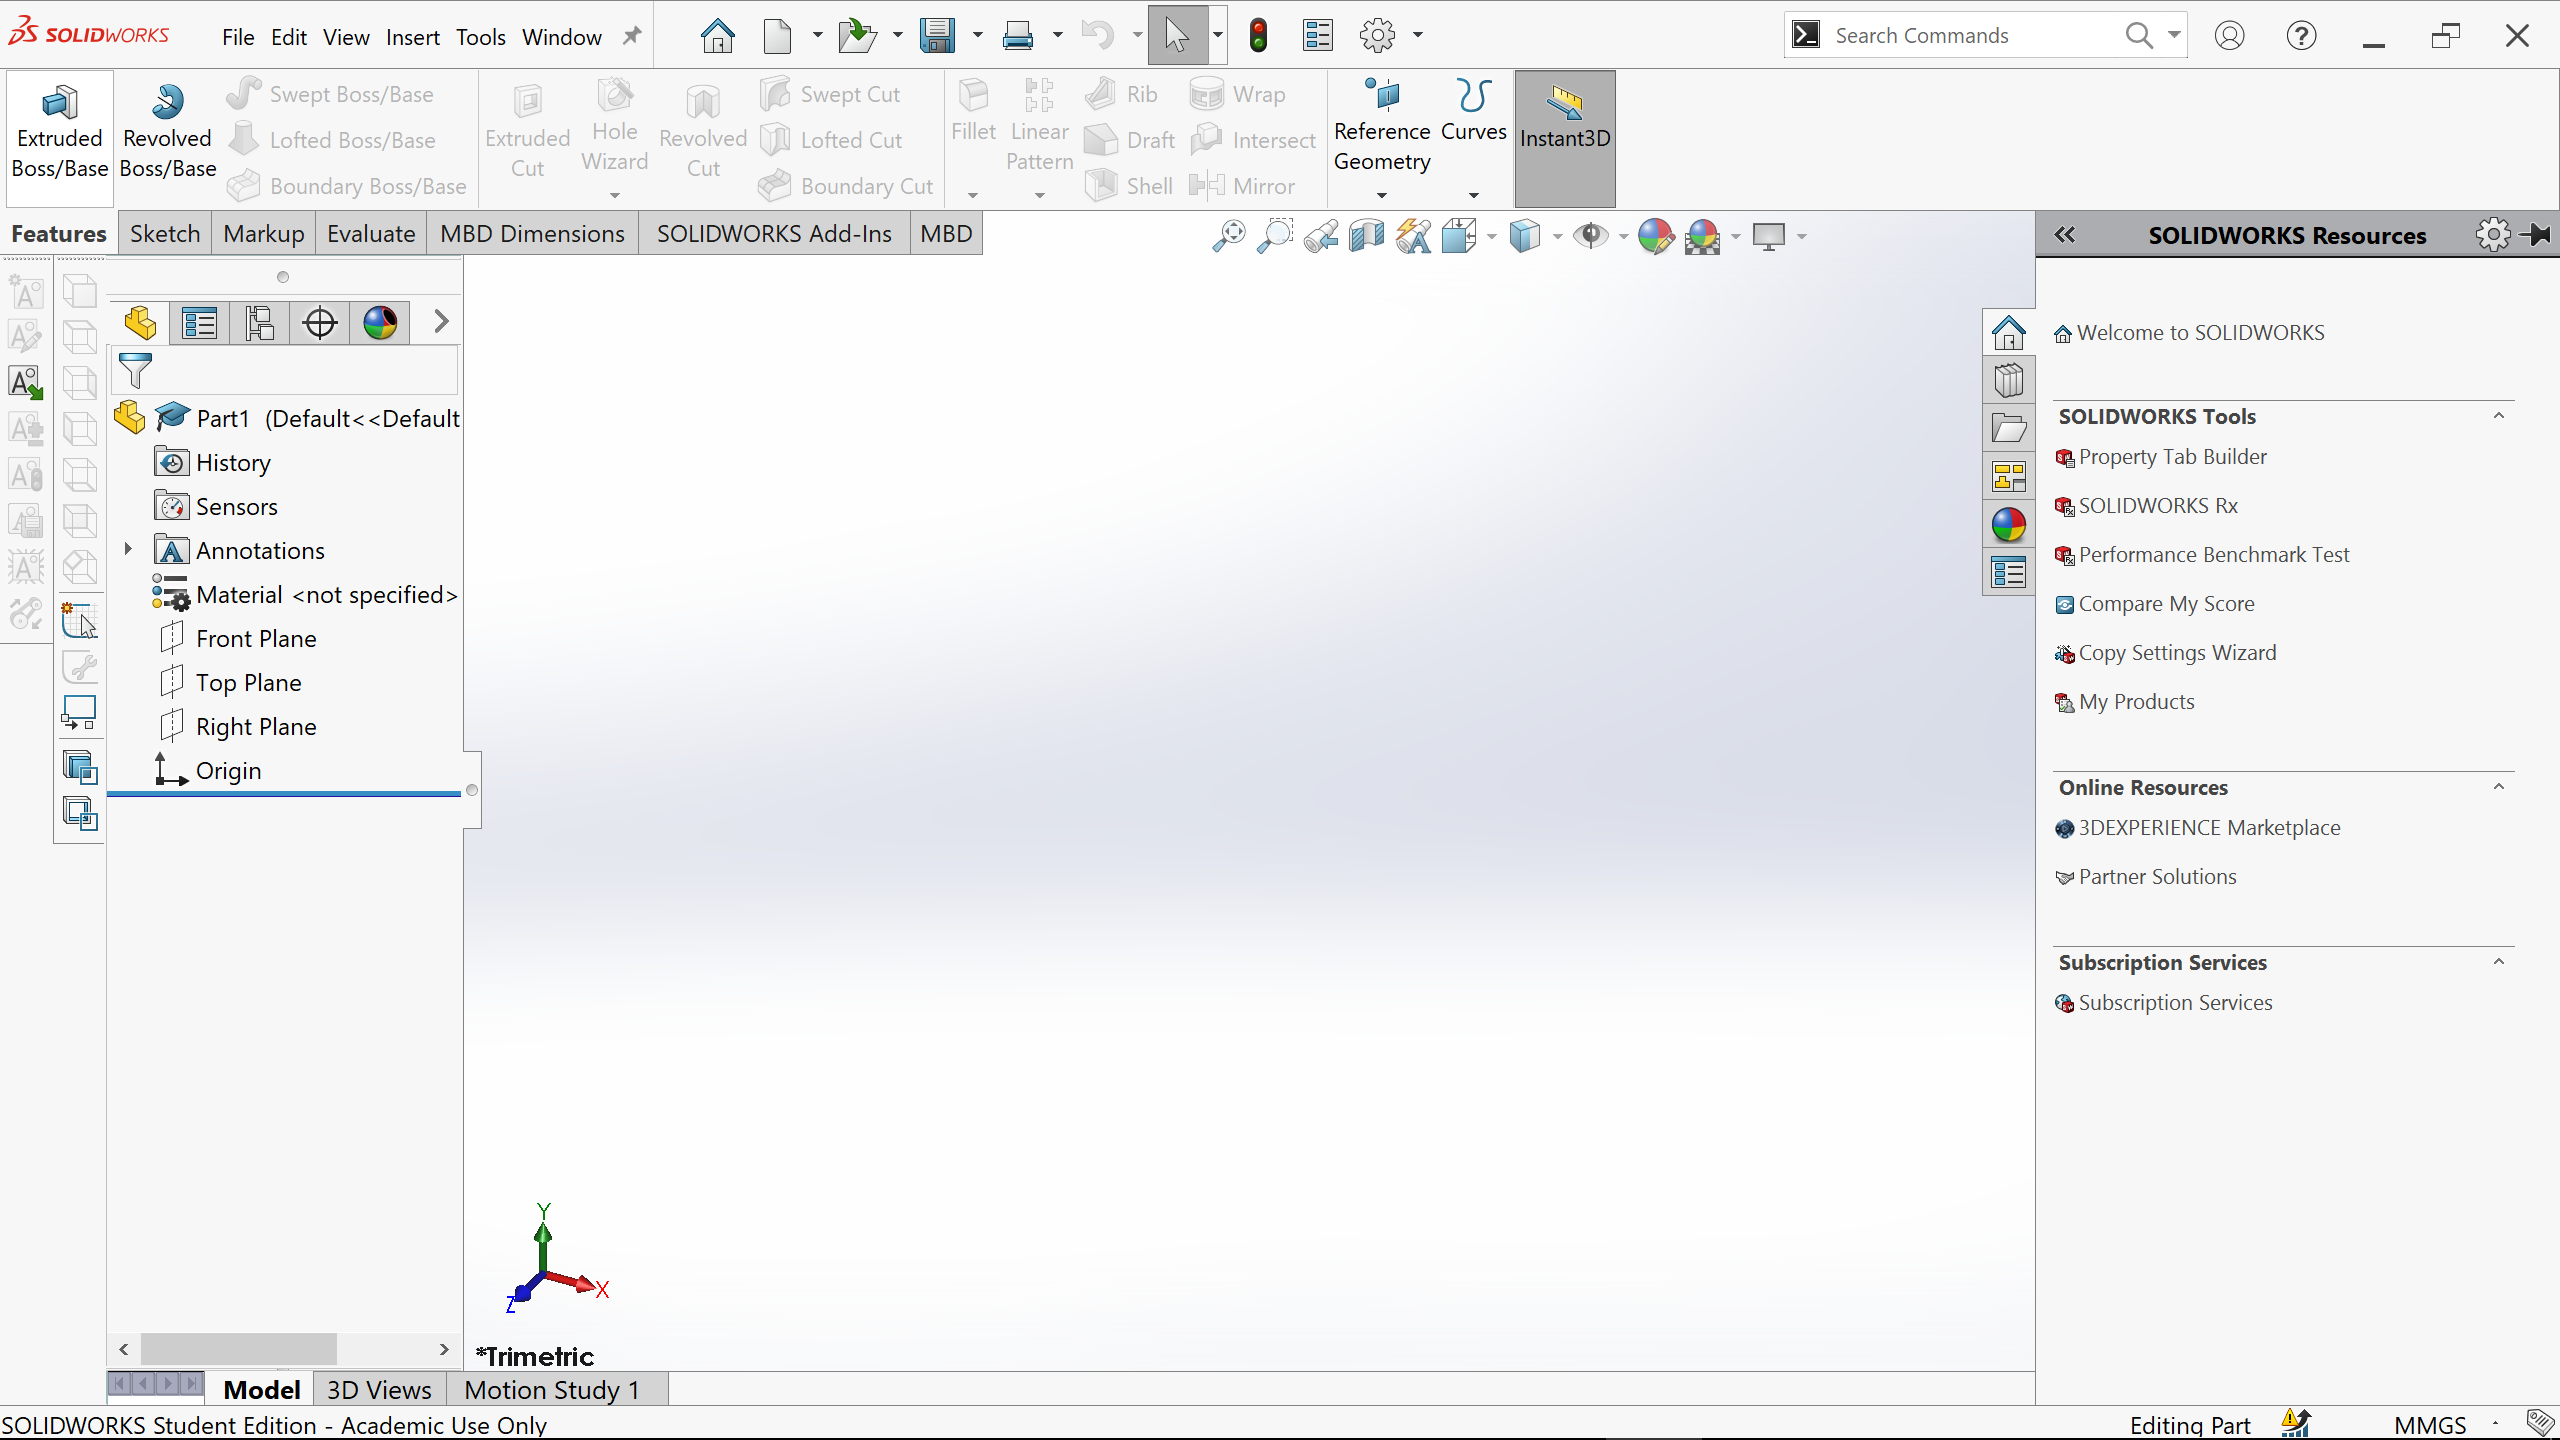 SOLIDWORKS
File Edit View Insert Tools Window
Search Commands
Extruded Boss/Base
Revolved Boss/Base
Swept Boss/Base
Lofted Boss/Base
Boundary Boss/Base
Extruded Cut
Hole Wizard
Revolved Cut
Swept Cut
Lofted Cut
Boundary Cut
Fillet
Linear Pattern
Rib
Draft
Shell
Wrap
Intersect
Mirror
Reference Geometry
Curves
Instant3D
Features Sketch Markup Evaluate MBD Dimensions SOLIDWORKS Add-Ins MBD
Part1 (Default<<Default
History
Sensors
Annotations
Material <not specified>
Front Plane
Top Plane
Right Plane
Origin
Y
X
Z
*Trimetric
SOLIDWORKS Resources
Welcome to SOLIDWORKS
SOLIDWORKS Tools
Property Tab Builder
SOLIDWORKS Rx
Performance Benchmark Test
Compare My Score
Copy Settings Wizard
My Products
Online Resources
3DEXPERIENCE Marketplace
Partner Solutions
Subscription Services
Subscription Services
Model 3D Views Motion Study 1
SOLIDWORKS Student Edition - Academic Use Only
Editing Part
MMGS